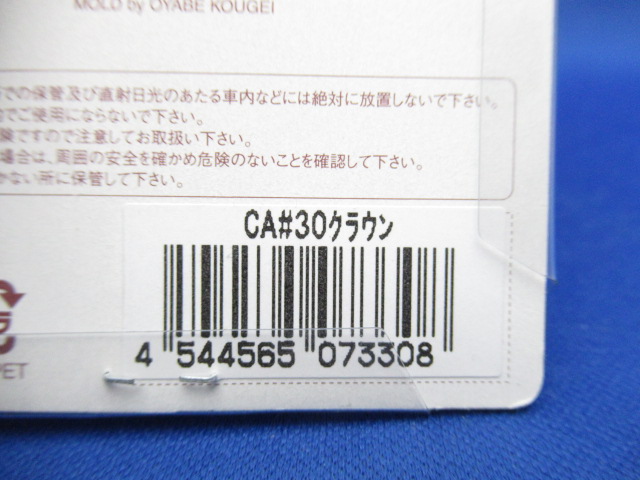 MOLD by OYABE KOUGEI
での保管及び直射日光のあたる車内などには絶対に放置しないで下さい。
でご使用にならないで下さい。
険ですので注意してお取扱い下さい。
場合は、周囲の安全を確かめ危険のないことを確認して下さい。
かない所に保管して下さい。
CA#30クラウン
4 544565 073308
PET